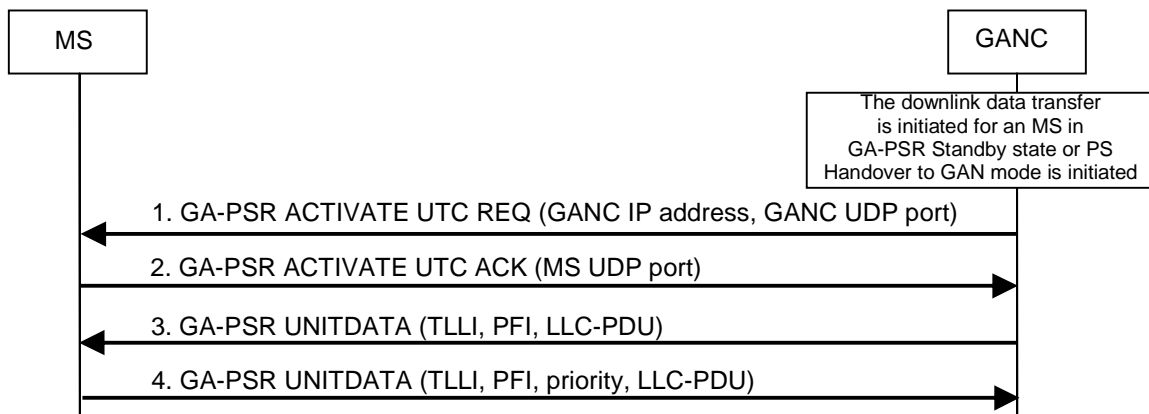 MS
GANC
The downlink data transfer
is initiated for an MS in
GA-PSR Standby state or PS
Handover to GAN mode is initiated
1. GA-PSR ACTIVATE UTC REQ (GANC IP address, GANC UDP port)
2. GA-PSR ACTIVATE UTC ACK (MS UDP port)
3. GA-PSR UNITDATA (TLLI, PFI, LLC-PDU)
4. GA-PSR UNITDATA (TLLI, PFI, priority, LLC-PDU)